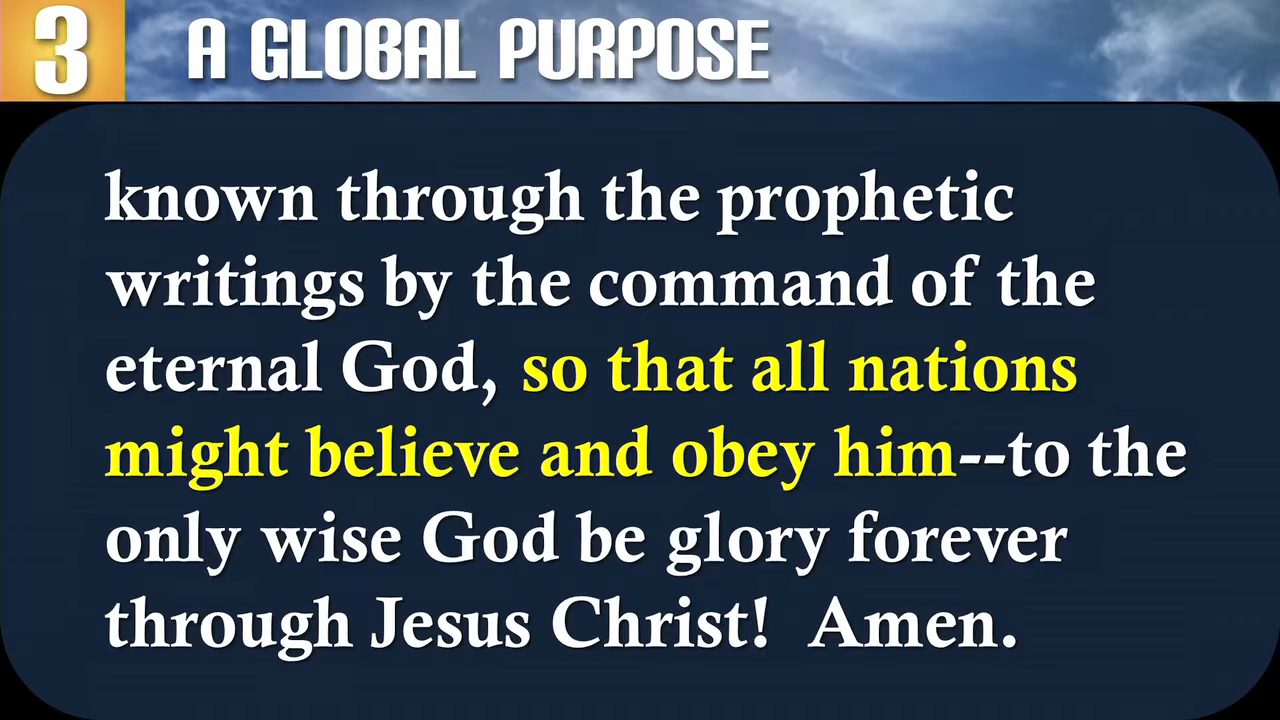 3 A GLOBAL PURPOSE
known through the prophetic
writings by the command of the
eternal God, so that all nations
might believe and obey him--to the
only wise God be glory forever
through Jesus Christ!  Amen.